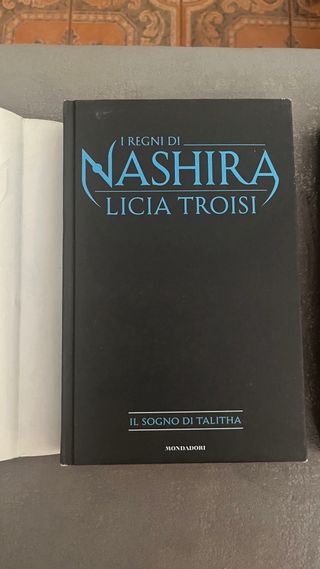 I REGNI DI
NASHIRA
LICIA TROISI
IL SOGNO DI TALITHA
MONDADORI